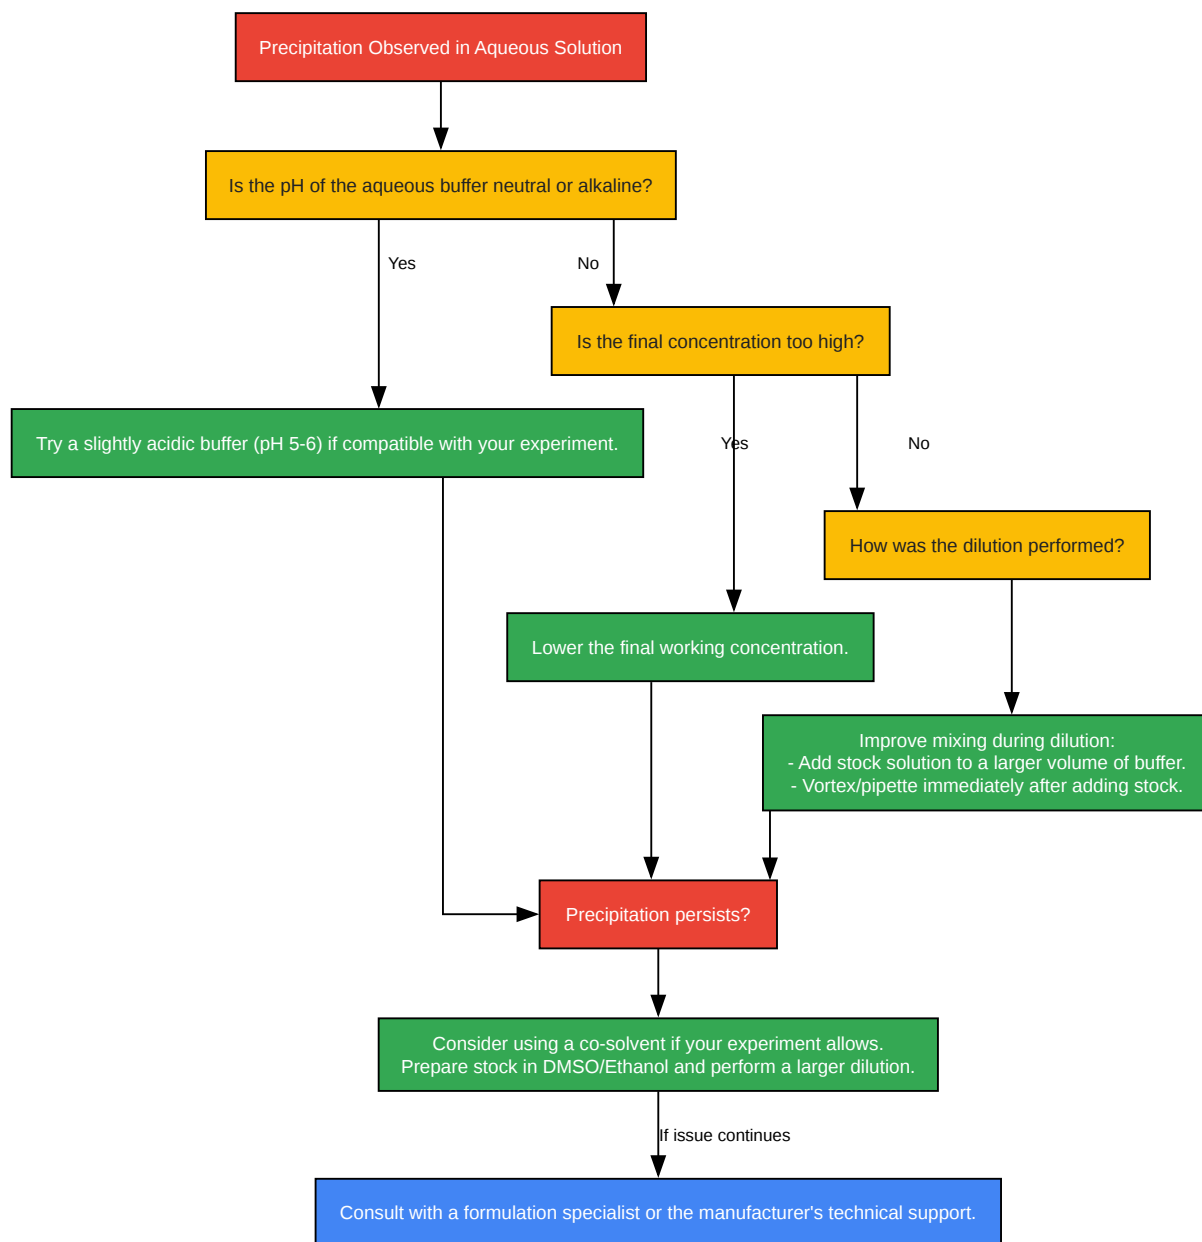 Precipitation Observed in Aqueous Solution
Is the pH of the aqueous buffer neutral or alkaline?
Yes
No
Is the final concentration too high?
Try a slightly acidic buffer (pH 5-6) if compatible with your experiment.
Yes
No
How was the dilution performed?
Lower the final working concentration.
Improve mixing during dilution:
- Add stock solution to a larger volume of buffer.
- Vortex/pipette immediately after adding stock.
Precipitation persists?
Consider using a co-solvent if your experiment allows.
Prepare stock in DMSO/Ethanol and perform a larger dilution.
If issue continues
Consult with a formulation specialist or the manufacturer's technical support.